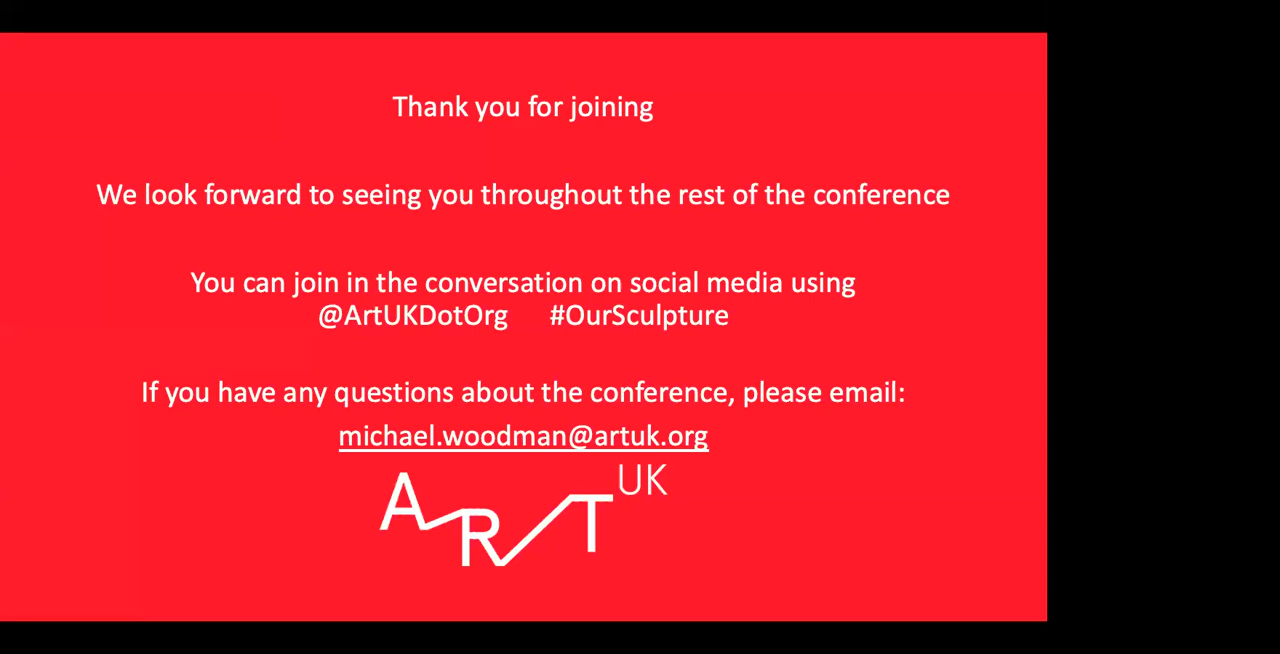 Thank you for joining
We look forward to seeing you throughout the rest of the conference
You can join in the conversation on social media using
@ArtUKDotOrg #OurSculpture
If you have any questions about the conference, please email:
michael.woodman@artuk.org
ART UK